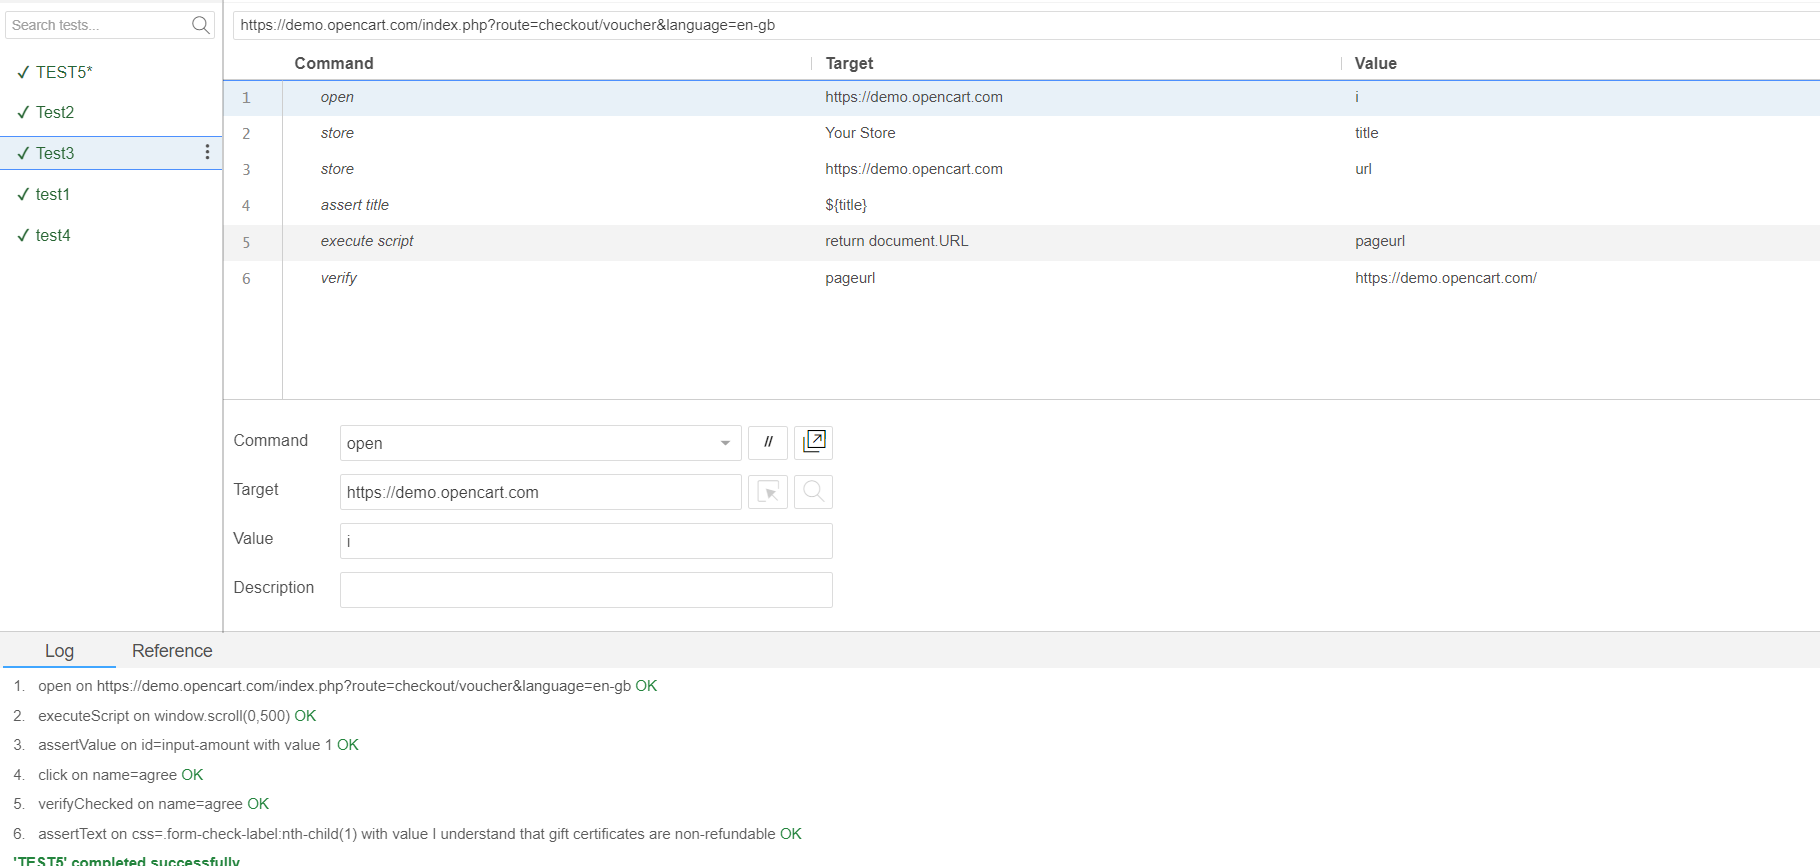 Search tests...
https://demo.opencart.com/index.php?route=checkout/voucher&language=en-gb
✓ TEST5*
✓ Test2
✓ Test3
✓ test1
✓ test4
Command Target Value
1 open https://demo.opencart.com i
2 store Your Store title
3 store https://demo.opencart.com url
4 assert title ${title}
5 execute script return document.URL pageurl
6 verify pageurl https://demo.opencart.com/
Command open //
Target https://demo.opencart.com
Value i
Description
Log Reference
1. open on https://demo.opencart.com/index.php?route=checkout/voucher&language=en-gb OK
2. executeScript on window.scroll(0,500) OK
3. assertValue on id=input-amount with value 1 OK
4. click on name=agree OK
5. verifyChecked on name=agree OK
6. assertText on css=.form-check-label:nth-child(1) with value I understand that gift certificates are non-refundable OK
'TEST5' completed successfully